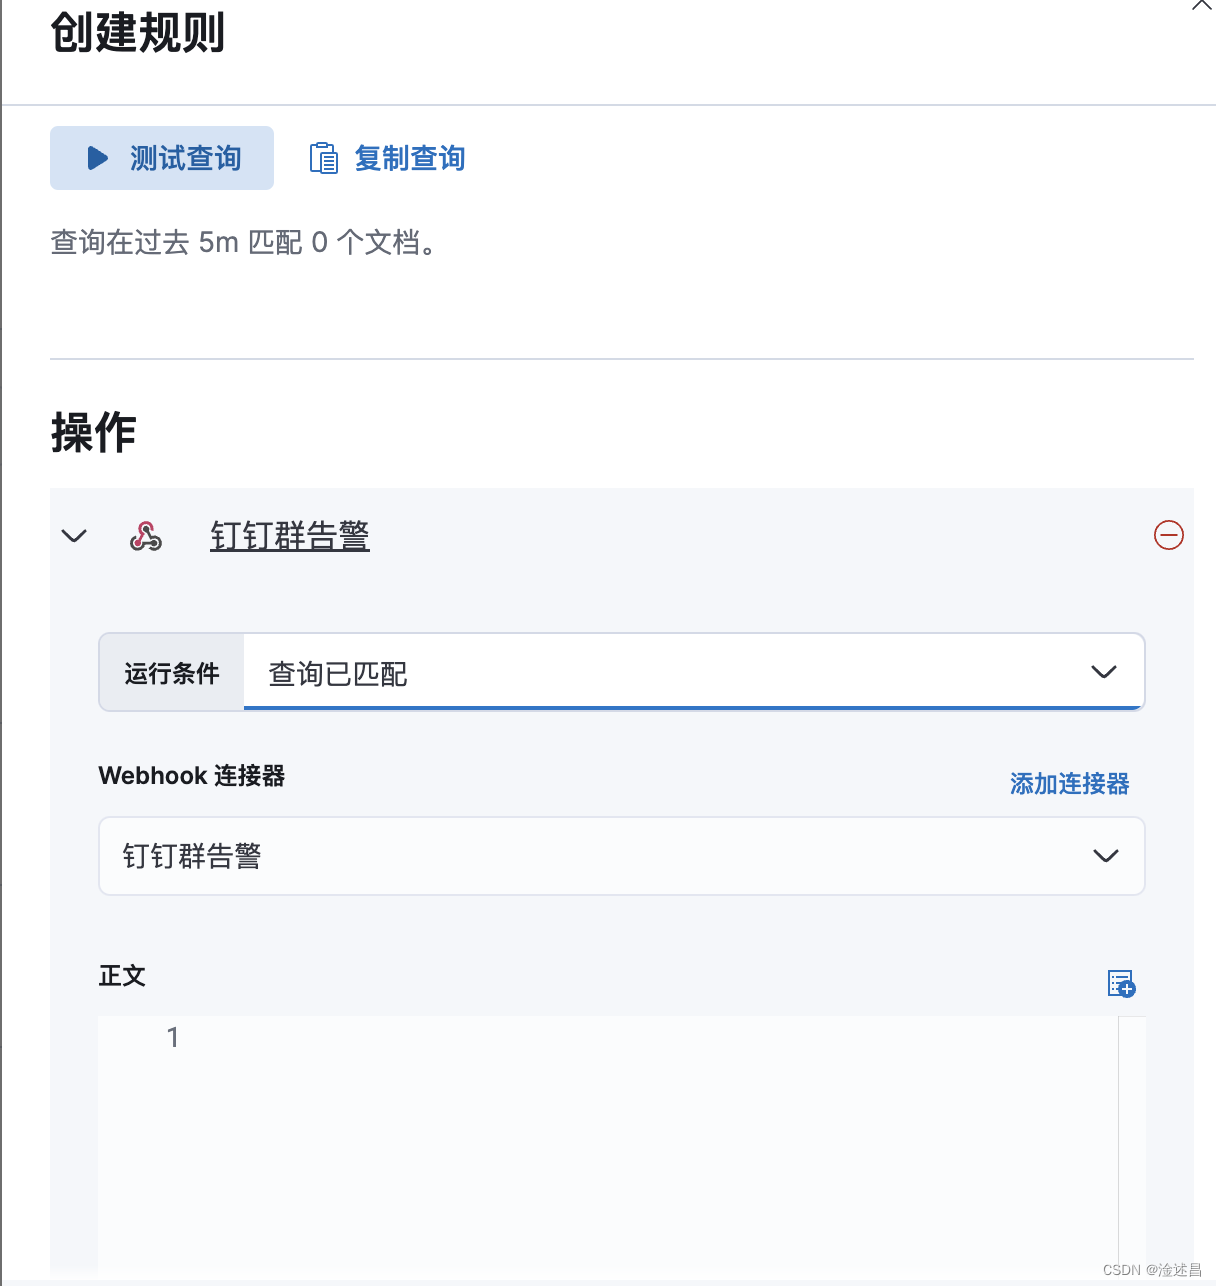 创建规则
测试查询 复制查询
查询在过去 5m 匹配 0 个文档。
操作
钉钉群告警
运行条件 查询已匹配
Webhook 连接器 添加连接器
钉钉群告警
正文
1
CSDN @淦述昌